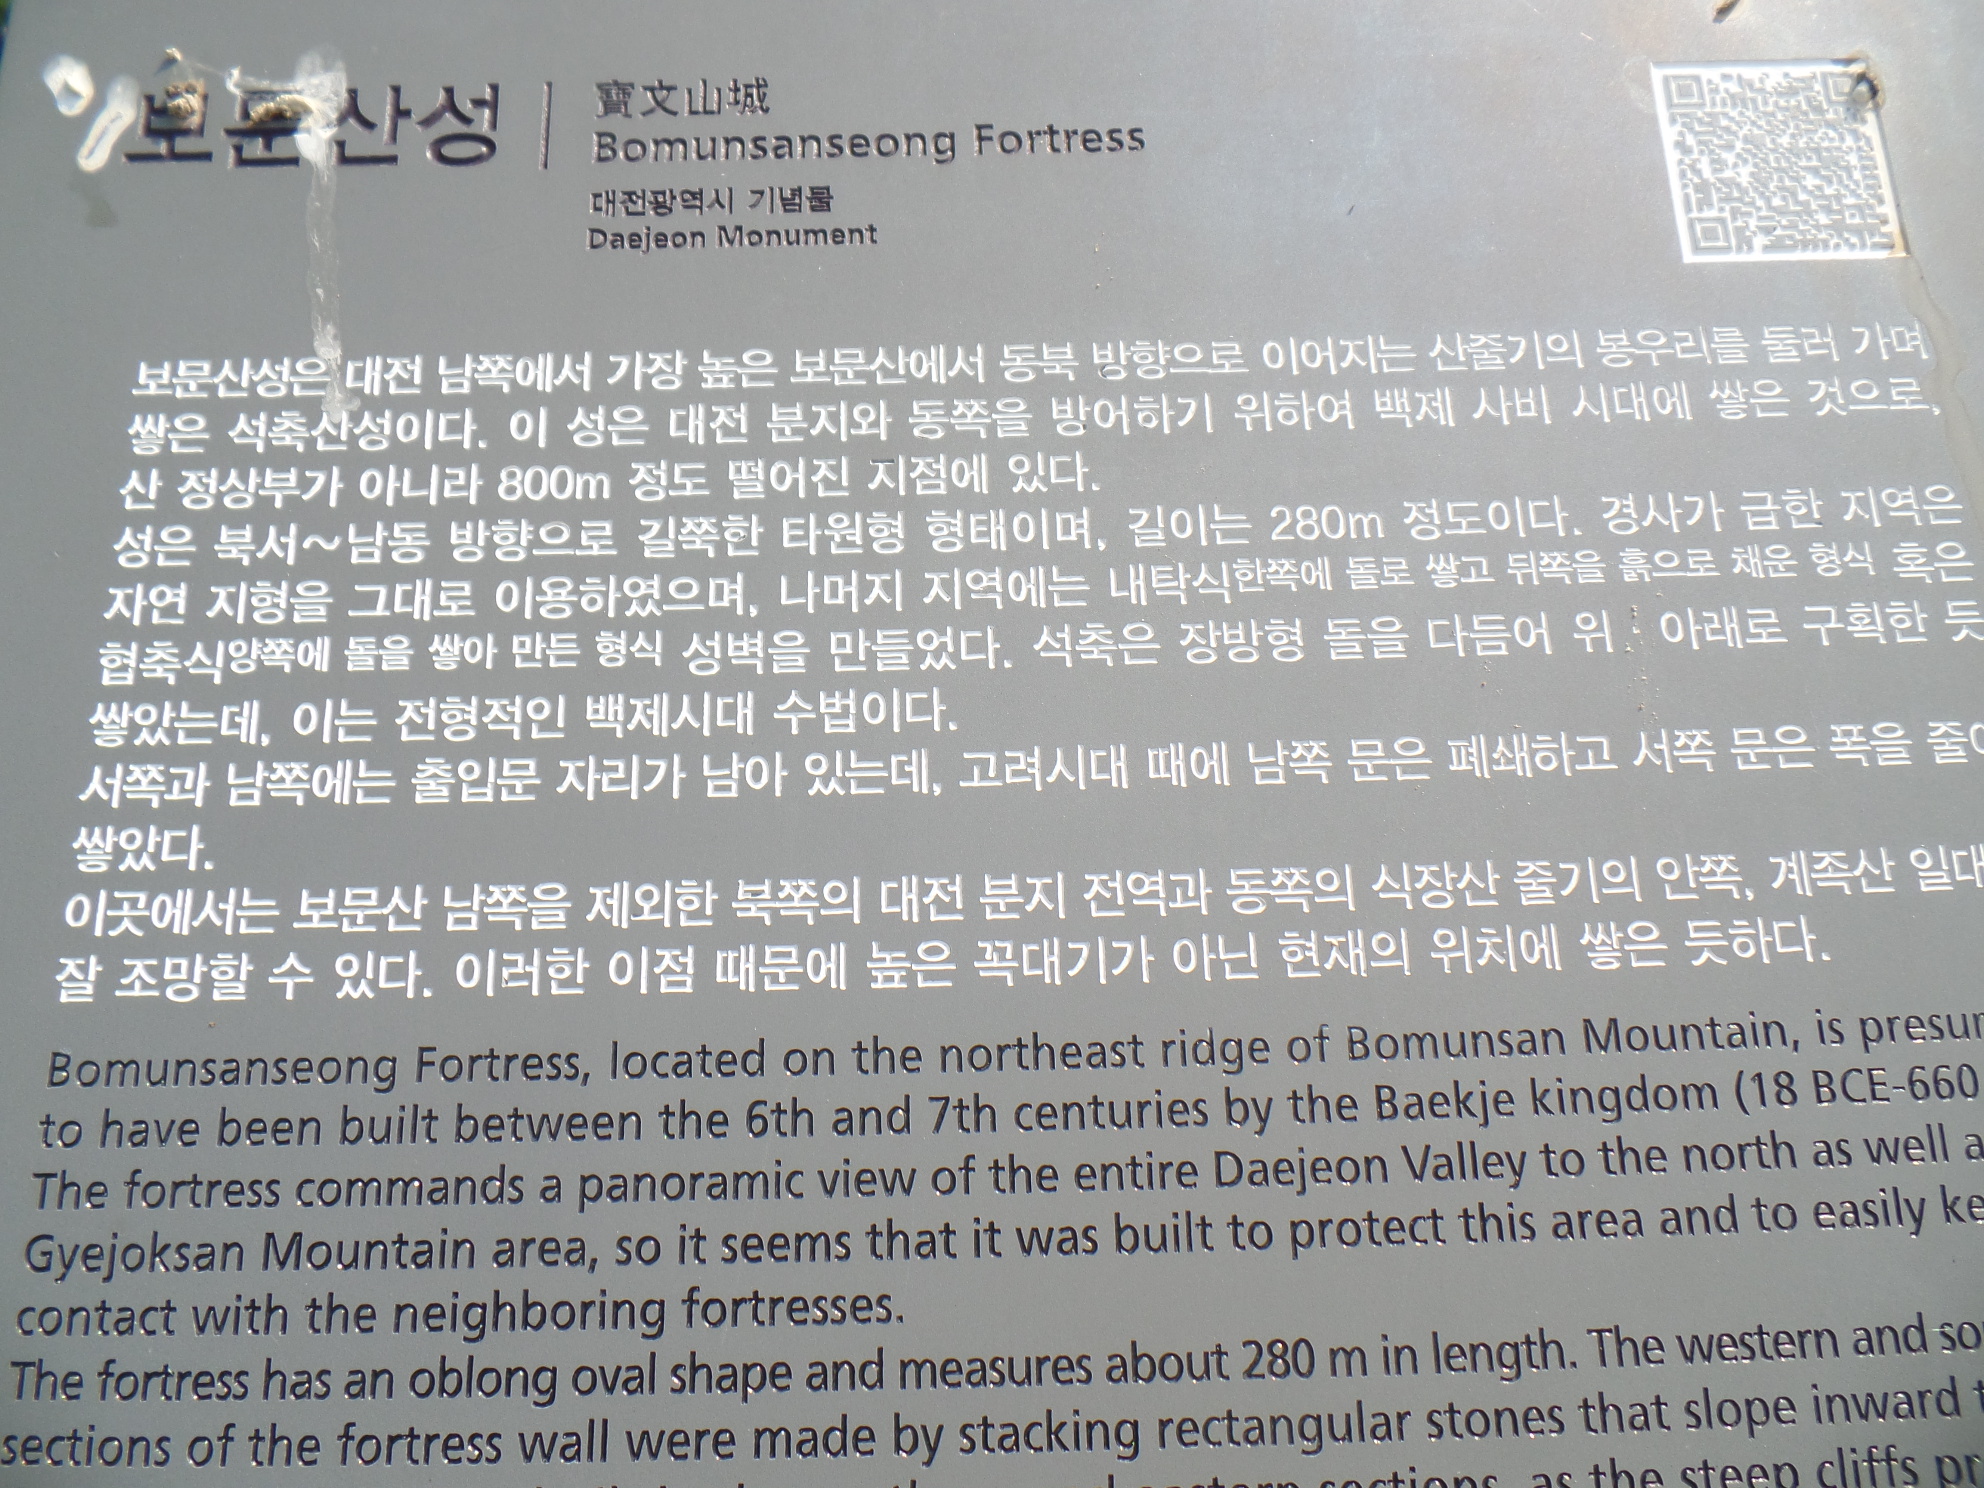 보문산성
寶文山城
Bomunsanseong Fortress
대전광역시 기념물
Daejeon Monument
보문산성은 대전 남쪽에서 가장 높은 보문산에서 동북 방향으로 이어지는 산줄기의 봉우리를 둘러 가며
쌓은 석축산성이다. 이 성은 대전 분지와 동쪽을 방어하기 위하여 백제 사비 시대에 쌓은 것으로,
산 정상부가 아니라 800m 정도 떨어진 지점에 있다.
성은 북서~남동 방향으로 길쭉한 타원형 형태이며, 길이는 280m 정도이다. 경사가 급한 지역은
자연 지형을 그대로 이용하였으며, 나머지 지역에는 내탁식한쪽에 돌로 쌓고 뒤쪽을 흙으로 채운 형식 혹은
협축식양쪽에 돌을 쌓아 만든 형식 성벽을 만들었다. 석축은 장방형 돌을 다듬어 위 · 아래로 구획한 듯
쌓았는데, 이는 전형적인 백제시대 수법이다.
서쪽과 남쪽에는 출입문 자리가 남아 있는데, 고려시대 때에 남쪽 문은 폐쇄하고 서쪽 문은 폭을
쌓았다.
이곳에서는 보문산 남쪽을 제외한 북쪽의 대전 분지 전역과 동쪽의 식장산 줄기의 안쪽, 계족산 일대
잘 조망할 수 있다. 이러한 이점 때문에 높은 꼭대기가 아닌 현재의 위치에 쌓은 듯하다.
Bomunsanseong Fortress, located on the northeast ridge of Bomunsan Mountain, is
to have been built between the 6th and 7th centuries by the Baekje kingdom (18 BCE-660
The fortress commands a panoramic view of the entire Daejeon Valley to the north as well
Gyejoksan Mountain area, so it seems that it was built to protect this area and to easily
contact with the neighboring fortresses.
The fortress has an oblong oval shape and measures about 280 m in length. The western and
sections of the fortress wall were made by stacking rectangular stones that slope inward
sections, as the steep cliffs